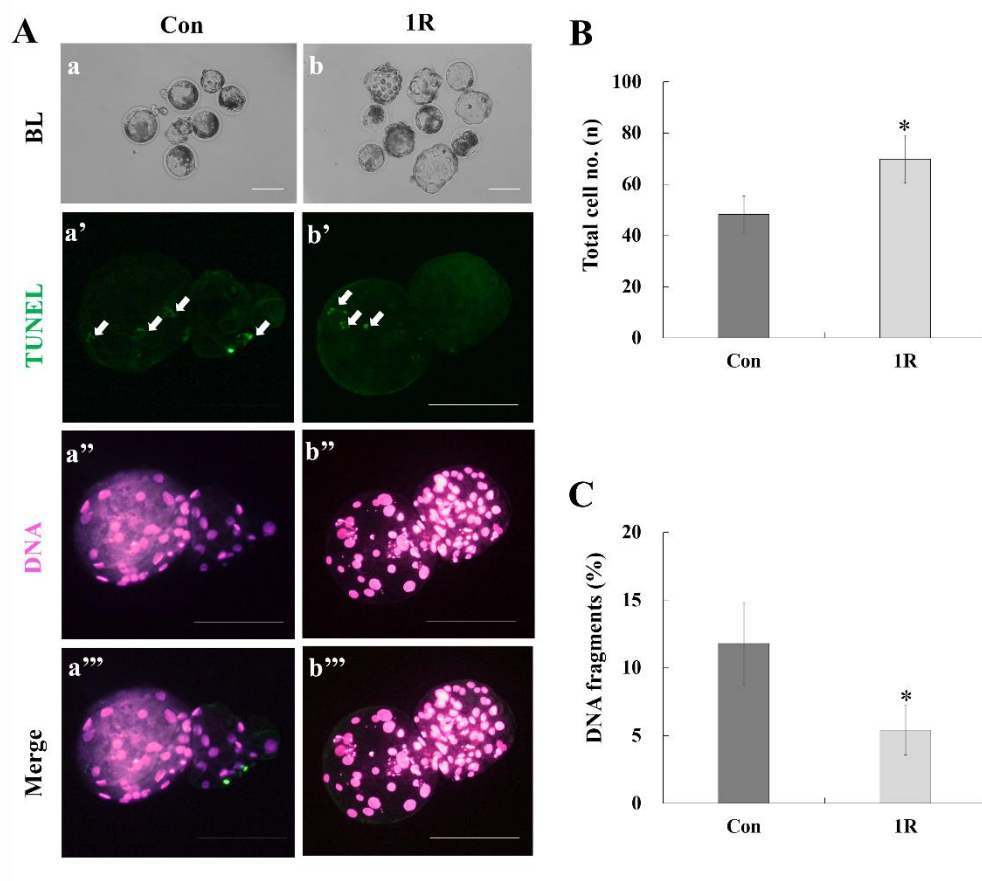 A
Con
1R
BL
a
b
TUNEL
a’
b’
DNA
a’’
b’’
Merge
a’’’
b’’’
B
Total cell no. (n)
100
80
60
40
20
0
*
Con
1R
C
DNA fragments (%)
20
15
10
5
0
*
Con
1R